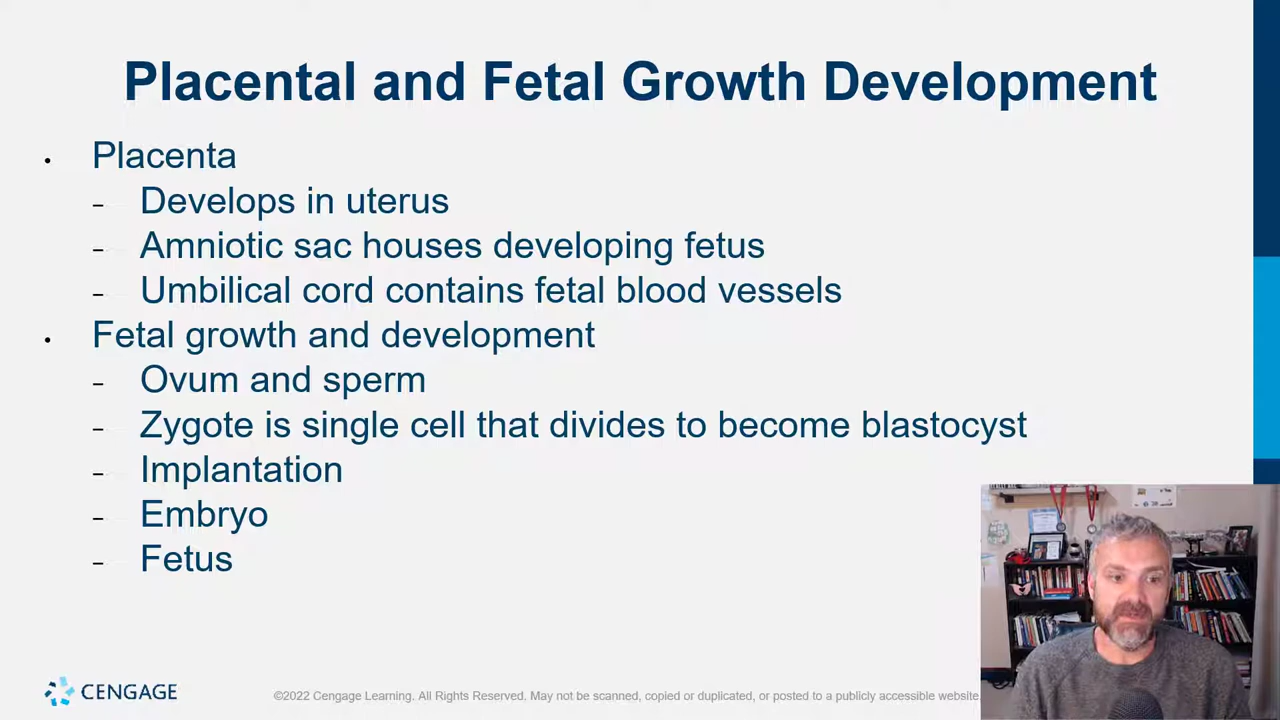 Placental and Fetal Growth Development
• Placenta
– Develops in uterus
– Amniotic sac houses developing fetus
– Umbilical cord contains fetal blood vessels
• Fetal growth and development
– Ovum and sperm
– Zygote is single cell that divides to become blastocyst
– Implantation
– Embryo
– Fetus
CENGAGE
©2022 Cengage Learning. All Rights Reserved. May not be scanned, copied or duplicated, or posted to a publicly accessible website